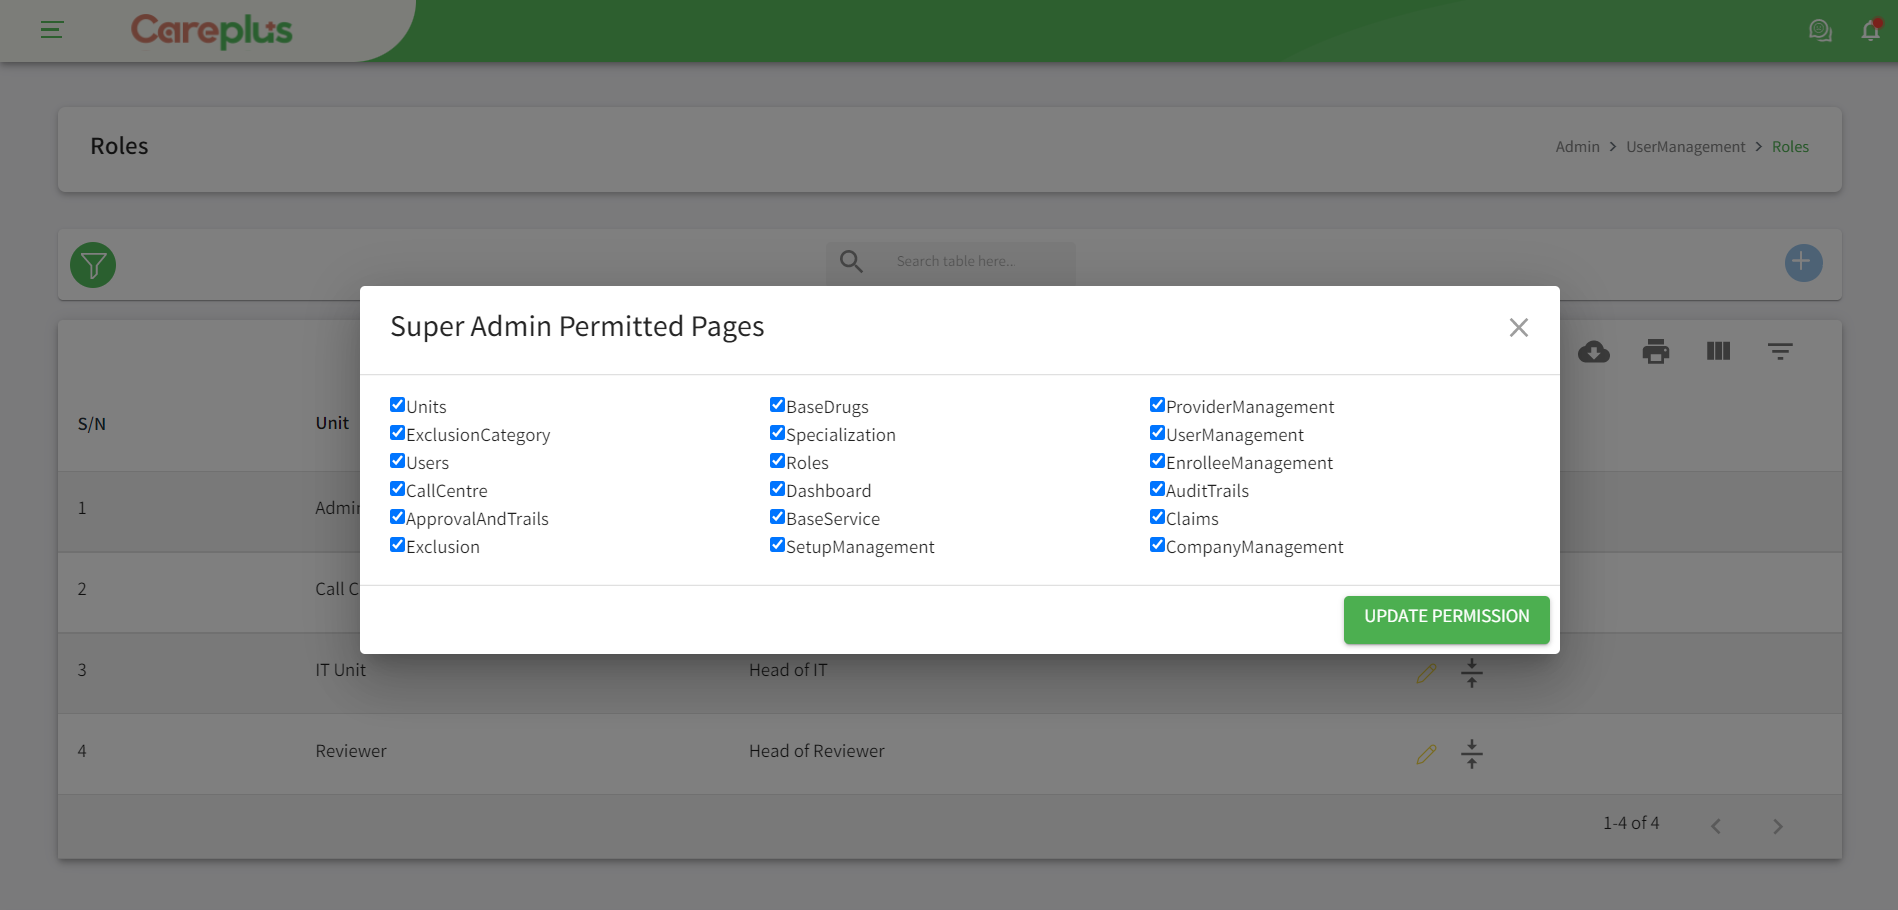 Careplus
Roles
Admin > UserManagement > Roles
Search table here...
Super Admin Permitted Pages
Units
BaseDrugs
ProviderManagement
ExclusionCategory
Specialization
UserManagement
Users
Roles
EnrolleeManagement
CallCentre
Dashboard
AuditTrails
ApprovalAndTrails
BaseService
Claims
Exclusion
SetupManagement
CompanyManagement
UPDATE PERMISSION
S/N Unit
1 Admin
2 Call C
3 IT Unit Head of IT
4 Reviewer Head of Reviewer
1-4 of 4